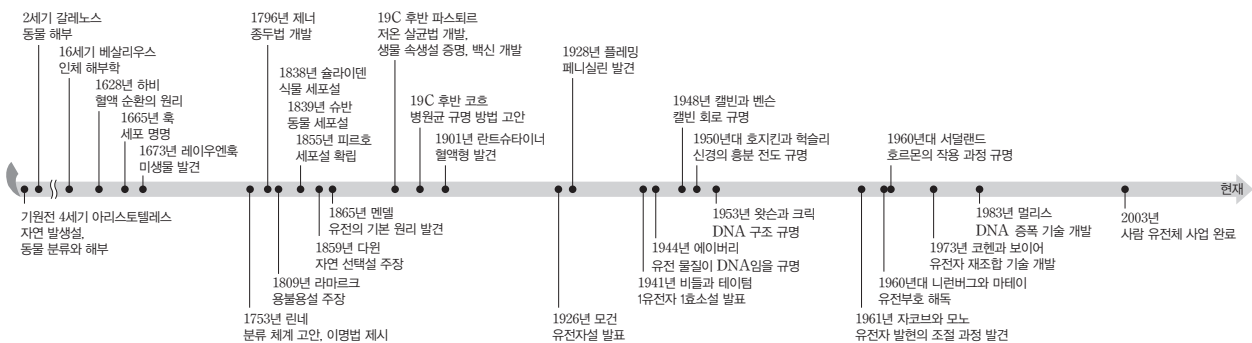 2세기 갈레노스
동물 해부
16세기 베살리우스
인체 해부학
1628년 하비
혈액 순환의 원리
1665년 훅
세포 명명
1673년 레이우엔훅
미생물 발견
1796년 제너
종두법 개발
1838년 슐라이덴
식물 세포설
1839년 슈반
동물 세포설
1855년 피르호
세포설 확립
19C 후반 파스퇴르
저온 살균법 개발,
생물 속생설 증명, 백신 개발
19C 후반 코흐
병원균 규명 방법 고안
1901년 란트슈타이너
혈액형 발견
1928년 플레밍
페니실린 발견
1948년 캘빈과 벤슨
캘빈 회로 규명
1950년대 호지킨과 헉슬리
신경의 흥분 전도 규명
1960년대 서덜랜드
호르몬의 작용 과정 규명
현재
기원전 4세기 아리스토텔레스
자연 발생설,
동물 분류와 해부
1865년 멘델
유전의 기본 원리 발견
1859년 다윈
자연 선택설 주장
1809년 라마르크
용불용설 주장
1753년 린네
분류 체계 고안, 이명법 제시
1926년 모건
유전자설 발표
1953년 왓슨과 크릭
DNA 구조 규명
1944년 에이버리
유전 물질이 DNA임을 규명
1941년 비들과 테이텀
1유전자 1효소설 발표
1983년 멀리스
DNA 증폭 기술 개발
1973년 코헨과 보이어
유전자 재조합 기술 개발
1960년대 니런버그와 마테이
유전부호 해독
1961년 자코브와 모노
유전자 발현의 조절 과정 발견
2003년
사람 유전체 사업 완료